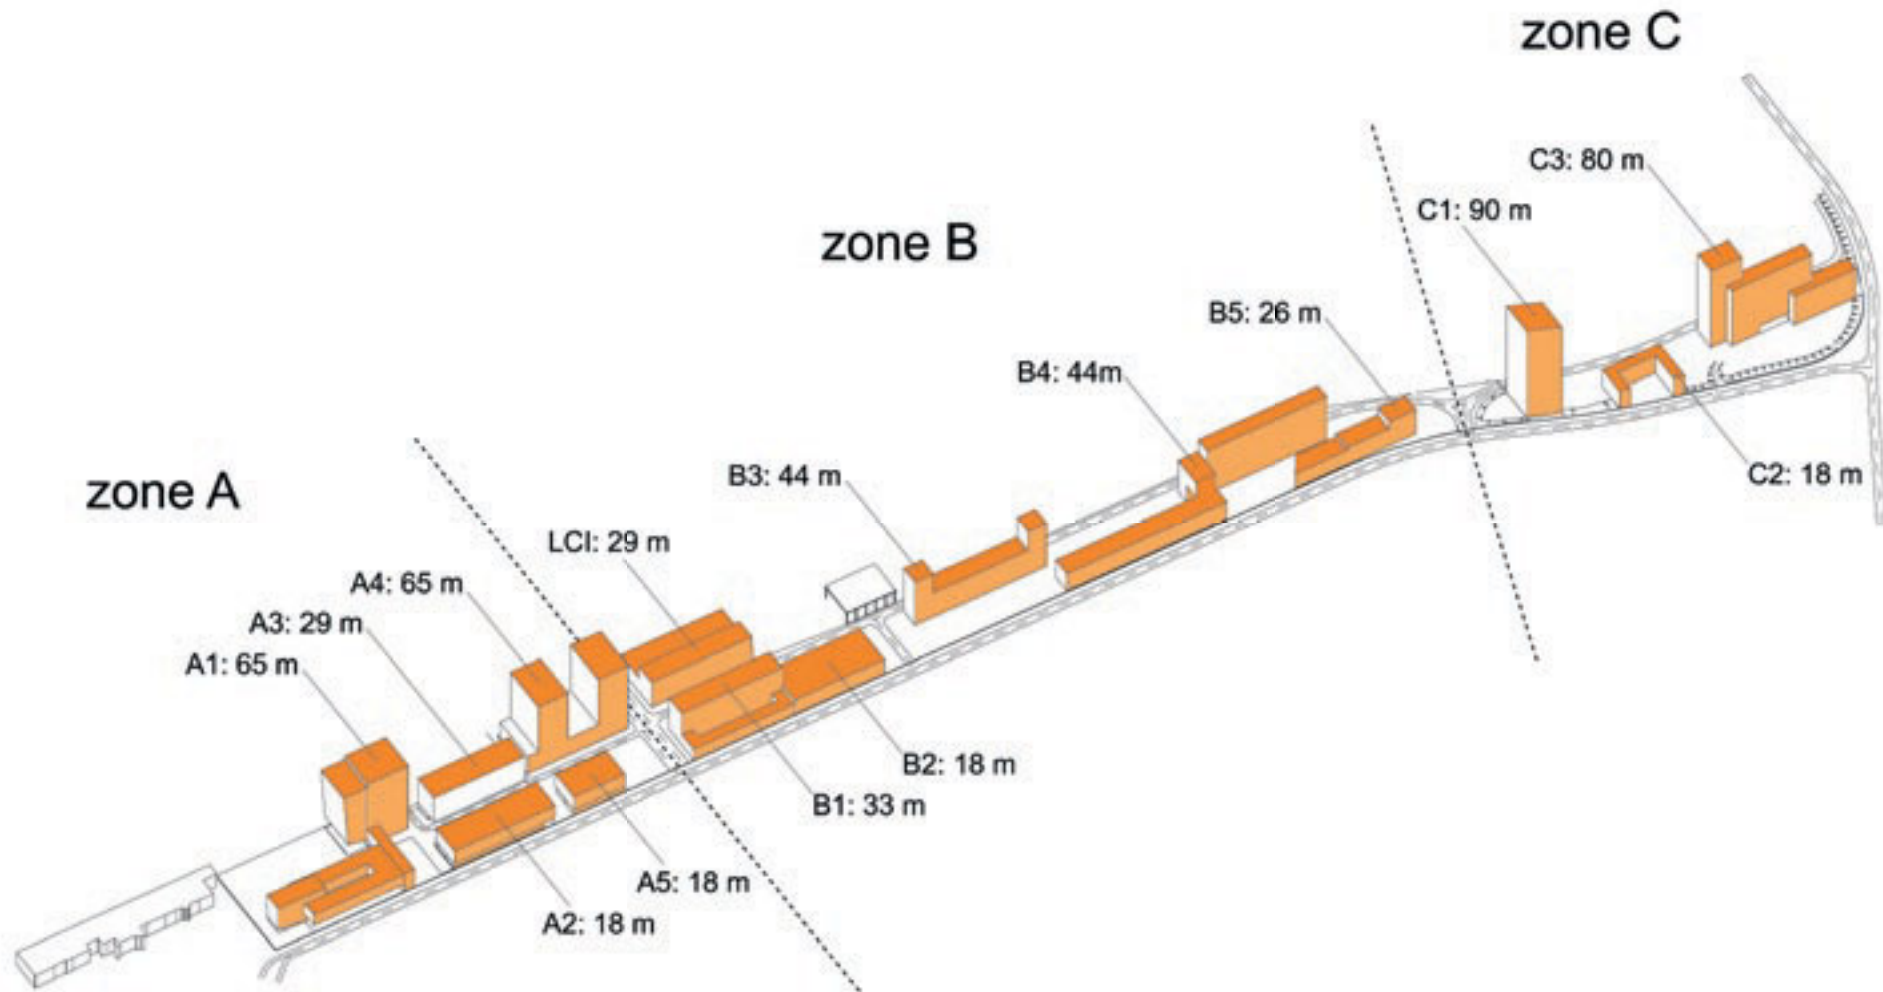 zone C
C3: 80 m
C1: 90 m
zone B
B5: 26 m
B4: 44m
B3: 44 m
C2: 18 m
zone A
LCI: 29 m
A4: 65 m
A3: 29 m
A1: 65 m
B2: 18 m
B1: 33 m
A5: 18 m
A2: 18 m